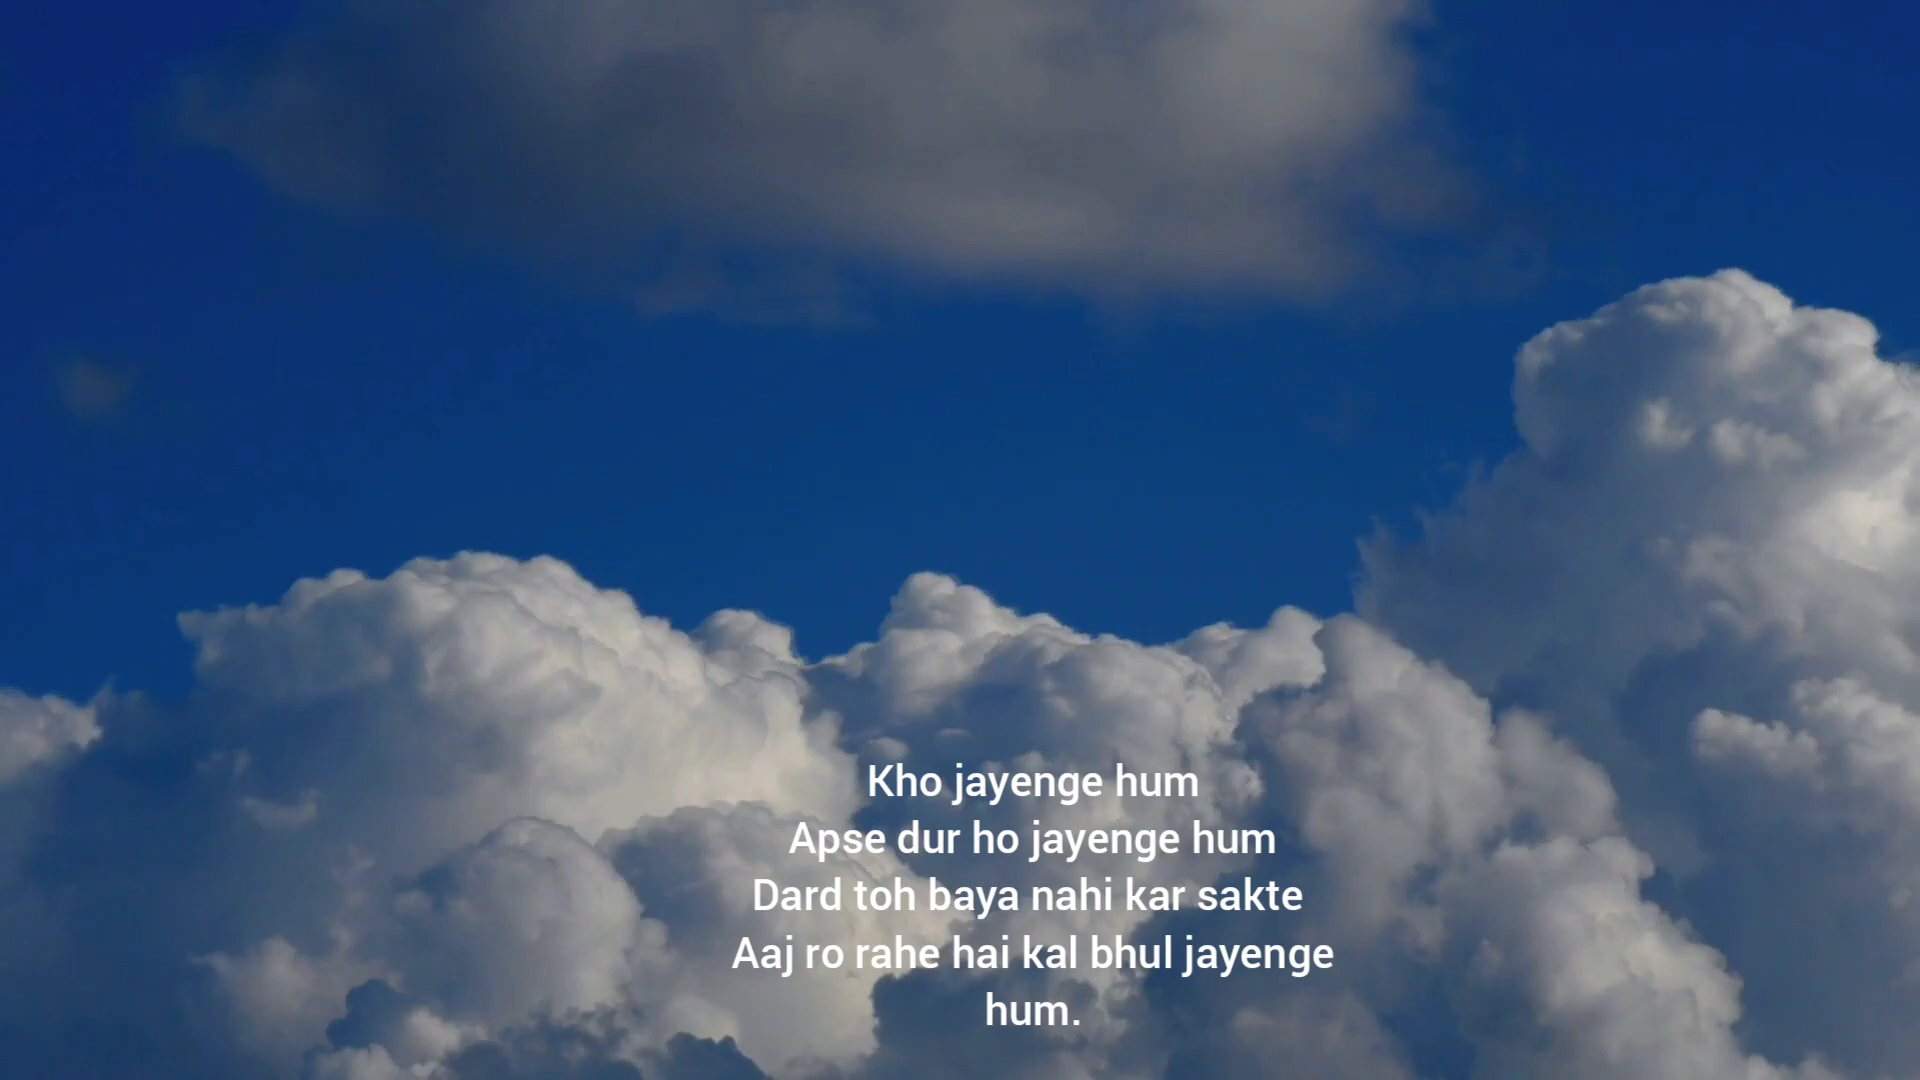 Kho jayenge hum
Apse dur ho jayenge hum
Dard toh baya nahi kar sakte
Aaj ro rahe hai kal bhul jayenge
hum.